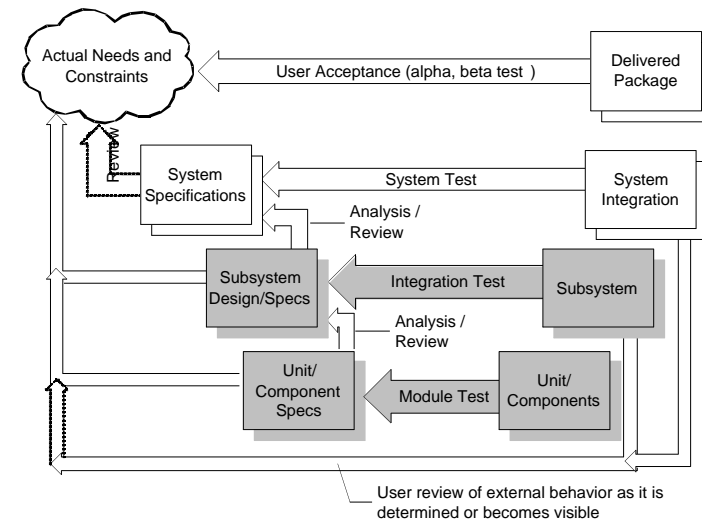 Actual Needs and
Constraints
User Acceptance (alpha, beta test )
Delivered
Package
Review
System
Specifications
System Test
System
Integration
Analysis /
Review
Subsystem
Design/Specs
Integration Test
Subsystem
Analysis /
Review
Unit/
Component
Specs
Module Test
Unit/
Components
User review of external behavior as it is
determined or becomes visible